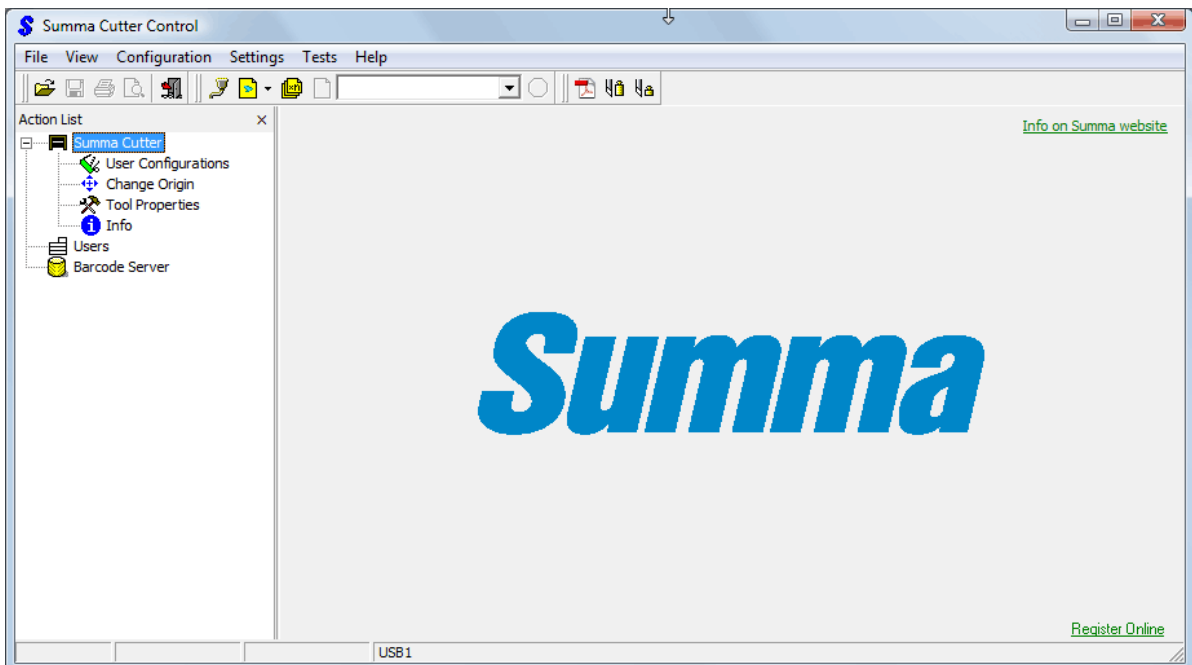 Summa Cutter Control
File View Configuration Settings Tests Help
Action List
Info on Summa website
Summa Cutter
User Configurations
Change Origin
Tool Properties
Info
Users
Barcode Server
Summa
Register Online
USB1